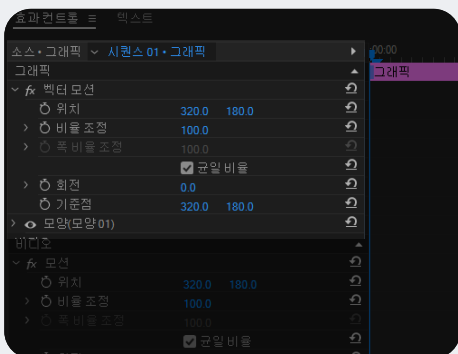 효과 컨트롤 ≡ 텍스트
소스 • 그래픽 시퀀스 01 • 그래픽
00:00
그래픽
그래픽
fx 벡터 모션
위치 320.0 180.0
비율 조정 100.0
폭 비율 조정 100.0
균일 비율
회전 0.0
기준점 320.0 180.0
모양(모양 01)
비디오
fx 모션
위치 320.0 180.0
비율 조정 100.0
폭 비율 조정 100.0
균일 비율